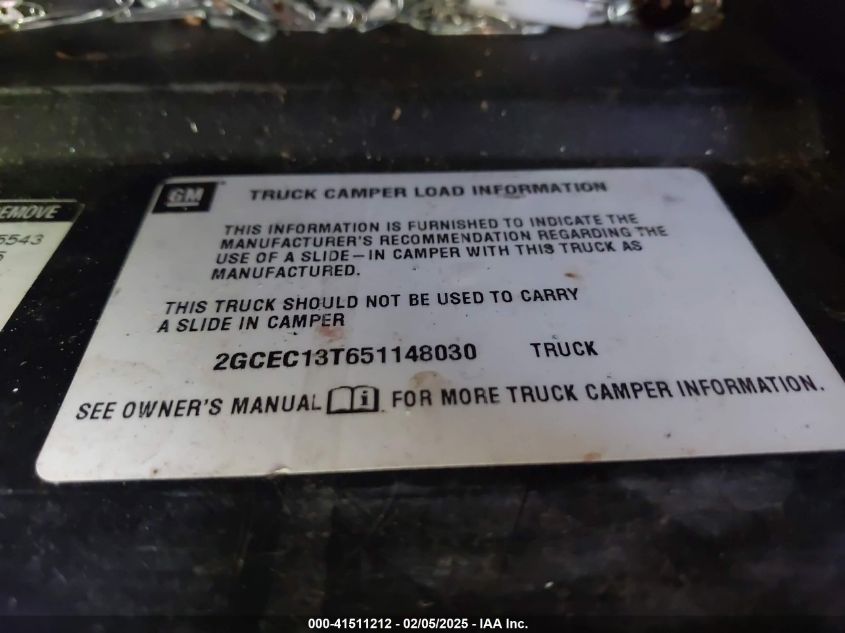 EMOVE
5543
GM
TRUCK CAMPER LOAD INFORMATION
THIS INFORMATION IS FURNISHED TO INDICATE THE
MANUFACTURER'S RECOMMENDATION REGARDING THE
USE OF A SLIDE—IN CAMPER WITH THIS TRUCK AS
MANUFACTURED.
THIS TRUCK SHOULD NOT BE USED TO CARRY
A SLIDE IN CAMPER
2GCEC13T651148030 TRUCK
SEE OWNER'S MANUAL i FOR MORE TRUCK CAMPER INFORMATION.
000-41511212 - 02/05/2025 - IAA Inc.